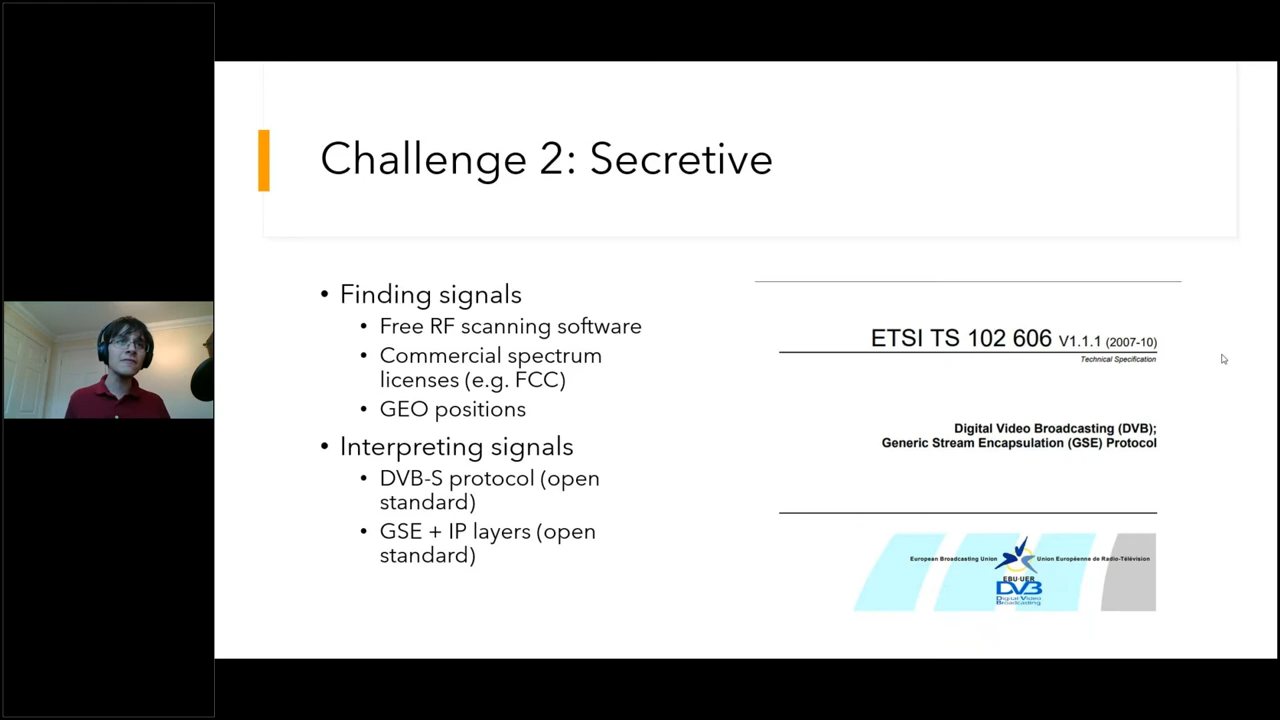 Challenge 2: Secretive
• Finding signals
• Free RF scanning software
• Commercial spectrum
licenses (e.g. FCC)
• GEO positions
• Interpreting signals
• DVB-S protocol (open
standard)
• GSE + IP layers (open
standard)
ETSI TS 102 606 V1.1.1 (2007-10)
Technical Specification
Digital Video Broadcasting (DVB);
Generic Stream Encapsulation (GSE) Protocol
European Broadcasting Union Union Européenne de Radio-Télévision
EBU·UER
DVB
Digital Video
Broadcasting